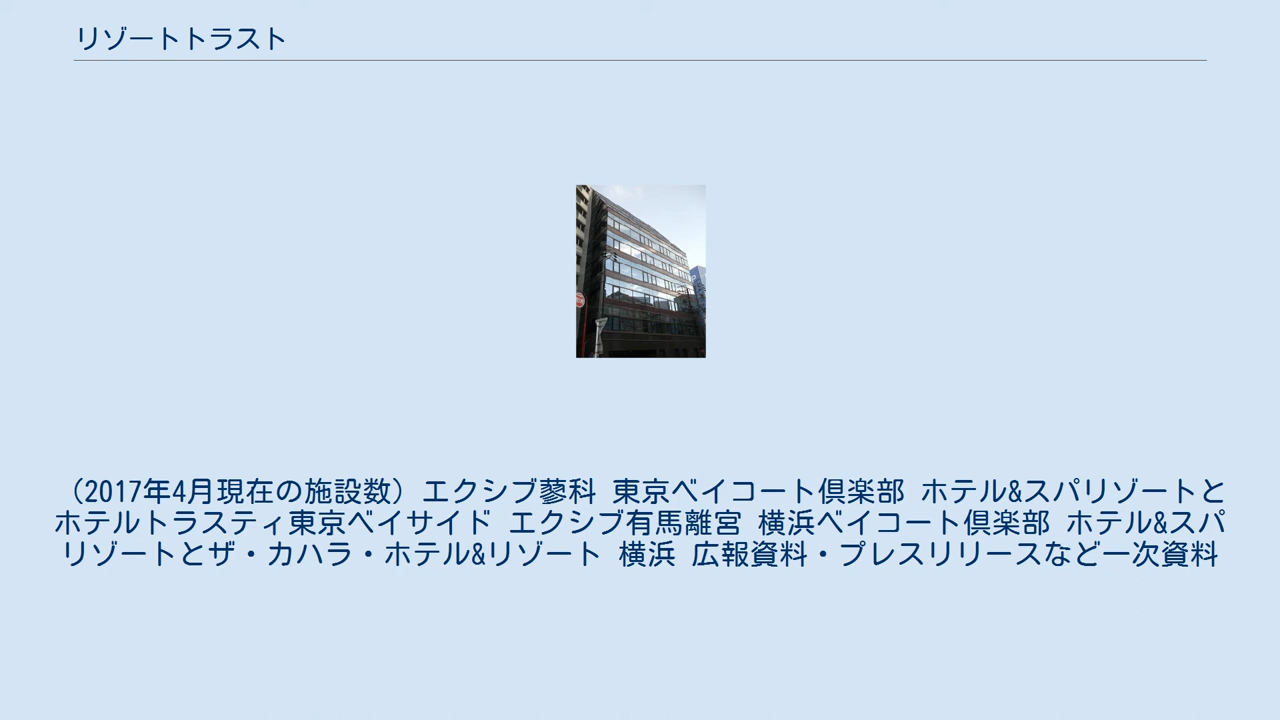 リゾートトラスト
（2017年4月現在の施設数）エクシブ蓼科 東京ベイコート倶楽部 ホテル&スパリゾートと
ホテルトラスティ東京ベイサイド エクシブ有馬離宮 横浜ベイコート倶楽部 ホテル&スパ
リゾートとザ・カハラ・ホテル&リゾート 横浜 広報資料・プレスリリースなど一次資料